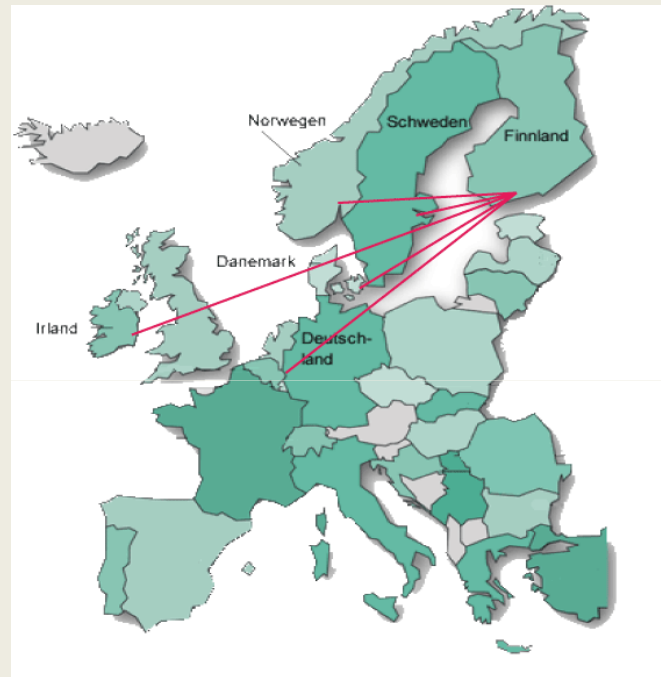 Norwegen
Schweden
Finnland
Danemark
Irland
Deutsch-
land